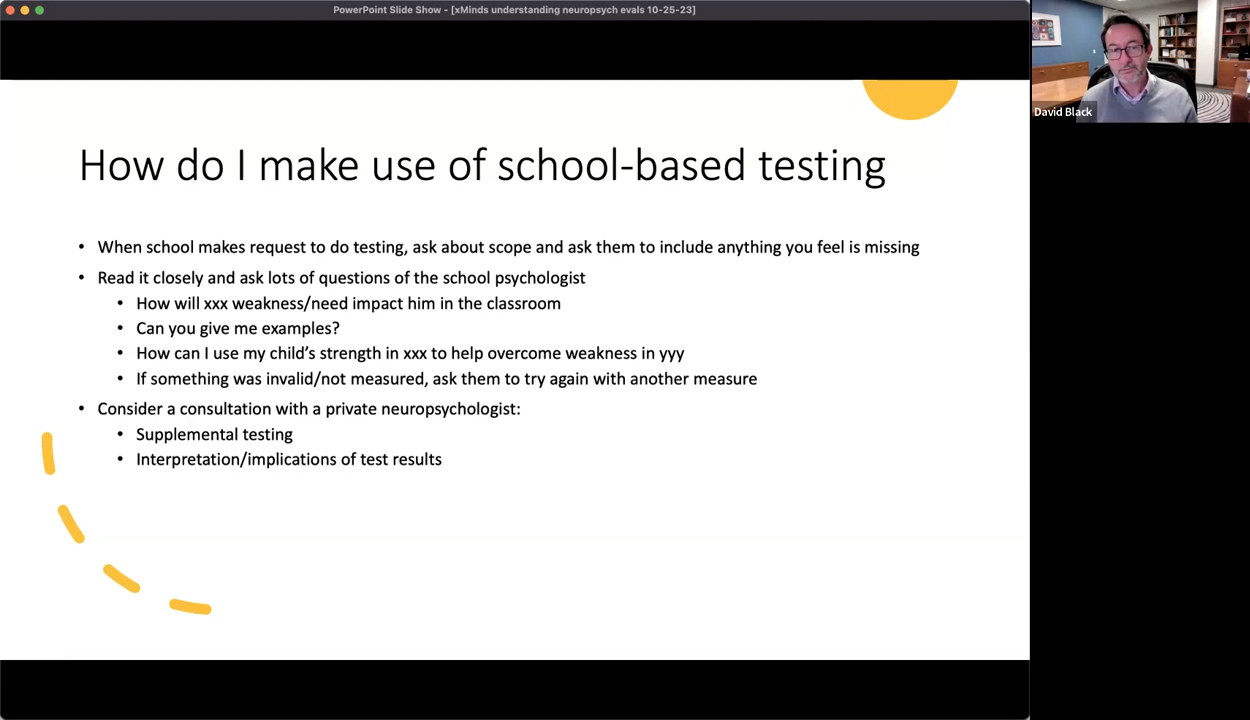 PowerPoint Slide Show - [xMinds understanding neuropsych evals 10-25-23]
How do I make use of school-based testing
• When school makes request to do testing, ask about scope and ask them to include anything you feel is missing
• Read it closely and ask lots of questions of the school psychologist
• How will xxx weakness/need impact him in the classroom
• Can you give me examples?
• How can I use my child’s strength in xxx to help overcome weakness in yyy
• If something was invalid/not measured, ask them to try again with another measure
• Consider a consultation with a private neuropsychologist:
• Supplemental testing
• Interpretation/implications of test results
David Black